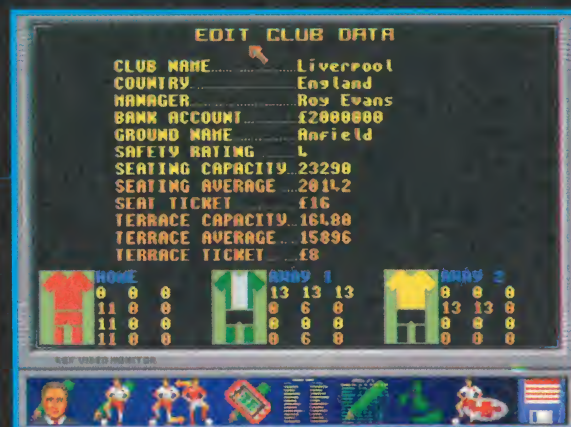 EDIT CLUB DATA
CLUB NAME Liverpool
COUNTRY England
MANAGER Roy Evans
BANK ACCOUNT £2000000
GROUND NAME Anfield
SAFETY RATING L
SEATING CAPACITY 23290
SEATING AVERAGE 20142
SEAT TICKET £16
TERRACE CAPACITY 16480
TERRACE AVERAGE 15896
TERRACE TICKET £8
HOME AWAY 1 AWAY 2
0 0 0 13 13 13 0 0 0
11 0 0 0 6 0 13 13 0
11 0 0 0 0 0 0 0 0
11 0 0 0 6 0 0 0 0
VIDEO MONITOR